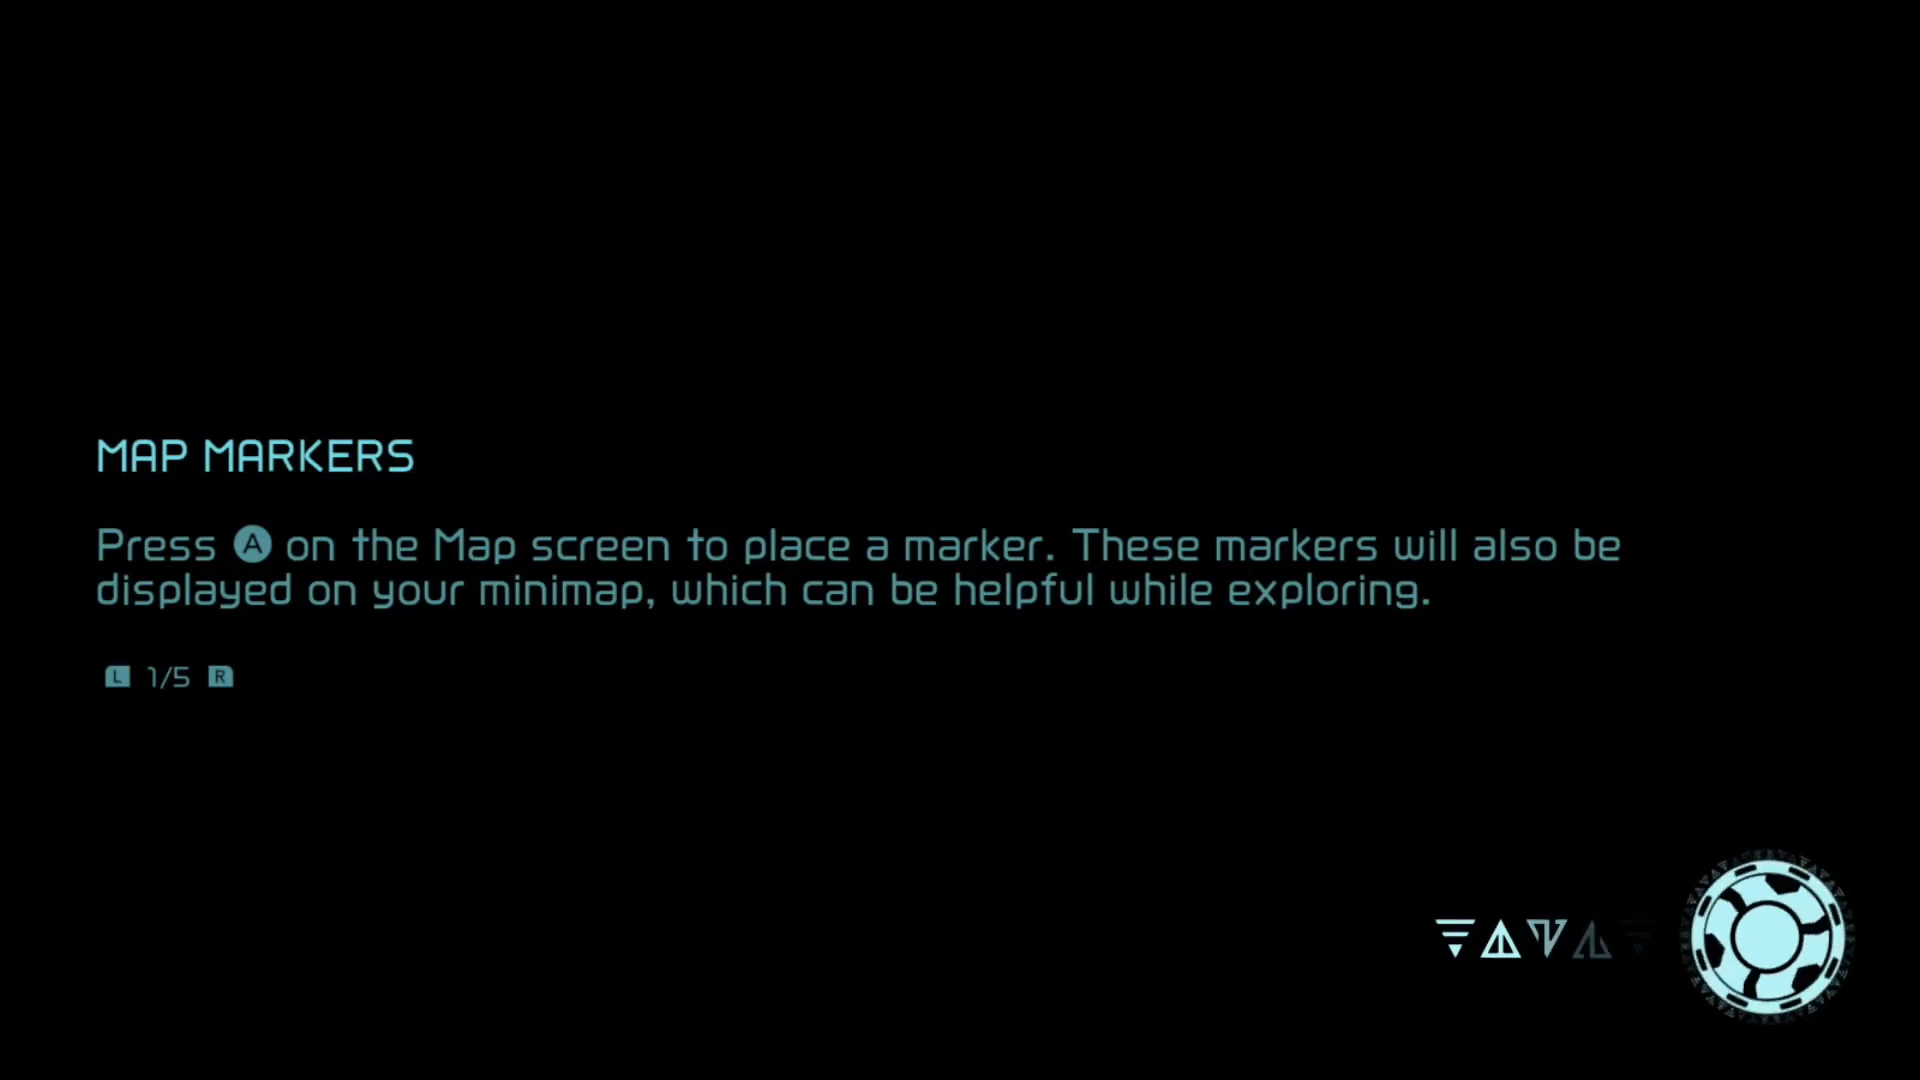 MAP MARKERS
Press A on the Map screen to place a marker. These markers will also be
displayed on your minimap, which can be helpful while exploring.
L 1/5 R